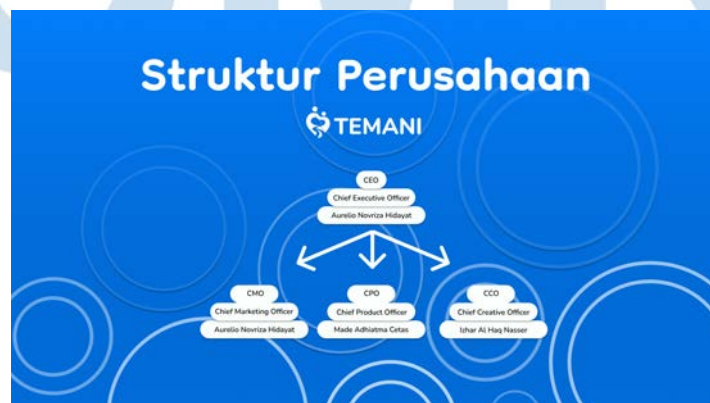 Struktur Perusahaan
TEMANI
CEO
Chief Executive Officer
Aurelio Novriza Hidayat
CMO
Chief Marketing Officer
Aurelio Novriza Hidayat
CPO
Chief Product Officer
Made Adhiatma Cetas
CCO
Chief Creative Officer
Izhar Al Haq Nasser